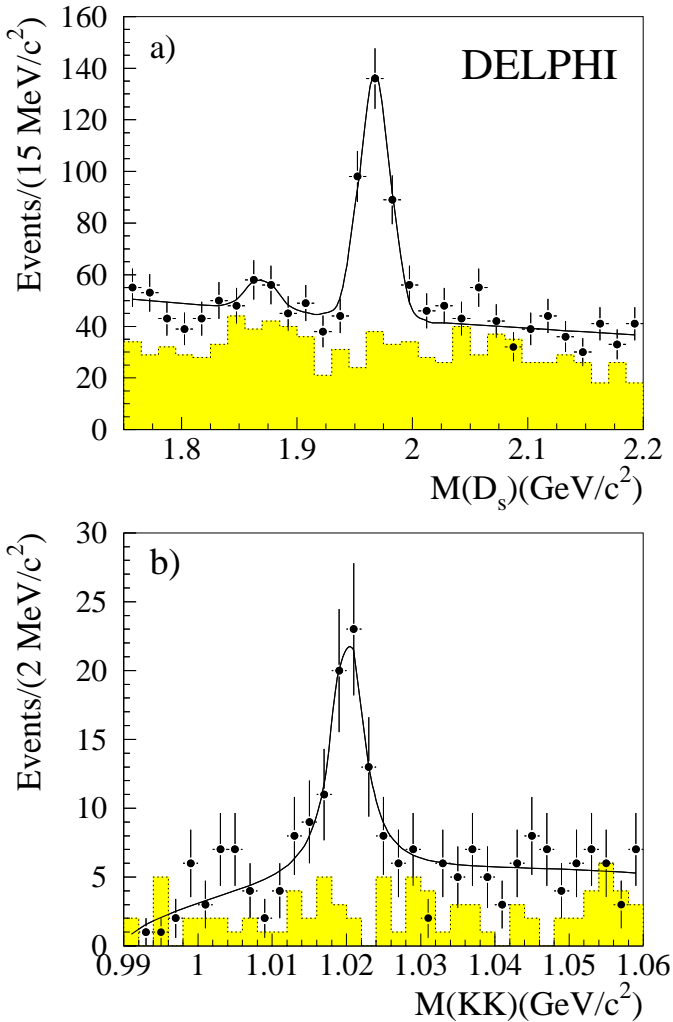 a)
DELPHI
Events/(15 MeV/c²)
160
140
120
100
80
60
40
20
0
1.8 1.9 2 2.1 2.2
M(Dₛ)(GeV/c²)
b)
Events/(2 MeV/c²)
30
25
20
15
10
5
0
0.99 1 1.01 1.02 1.03 1.04 1.05 1.06
M(KK)(GeV/c²)